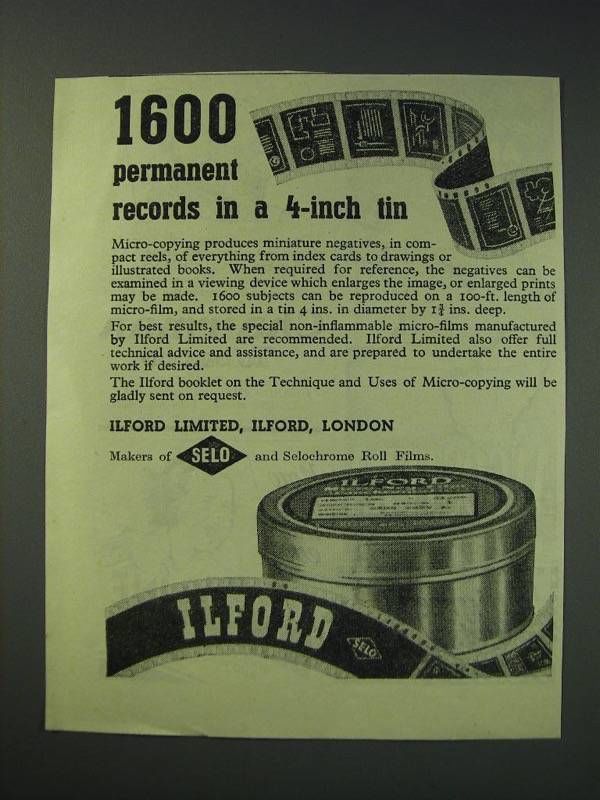 1600
permanent
records in a 4-inch tin
Micro-copying produces miniature negatives, in com-
pact reels, of everything from index cards to drawings or
illustrated books. When required for reference, the negatives can be
examined in a viewing device which enlarges the image, or enlarged prints
may be made. 1600 subjects can be reproduced on a 100-ft. length of
micro-film, and stored in a tin 4 ins. in diameter by 1¾ ins. deep.
For best results, the special non-inflammable micro-films manufactured
by Ilford Limited are recommended. Ilford Limited also offer full
technical advice and assistance, and are prepared to undertake the entire
work if desired.
The Ilford booklet on the Technique and Uses of Micro-copying will be
gladly sent on request.
ILFORD LIMITED, ILFORD, LONDON
Makers of SELO and Selochrome Roll Films.
ILFORD
ILFORD
SELO